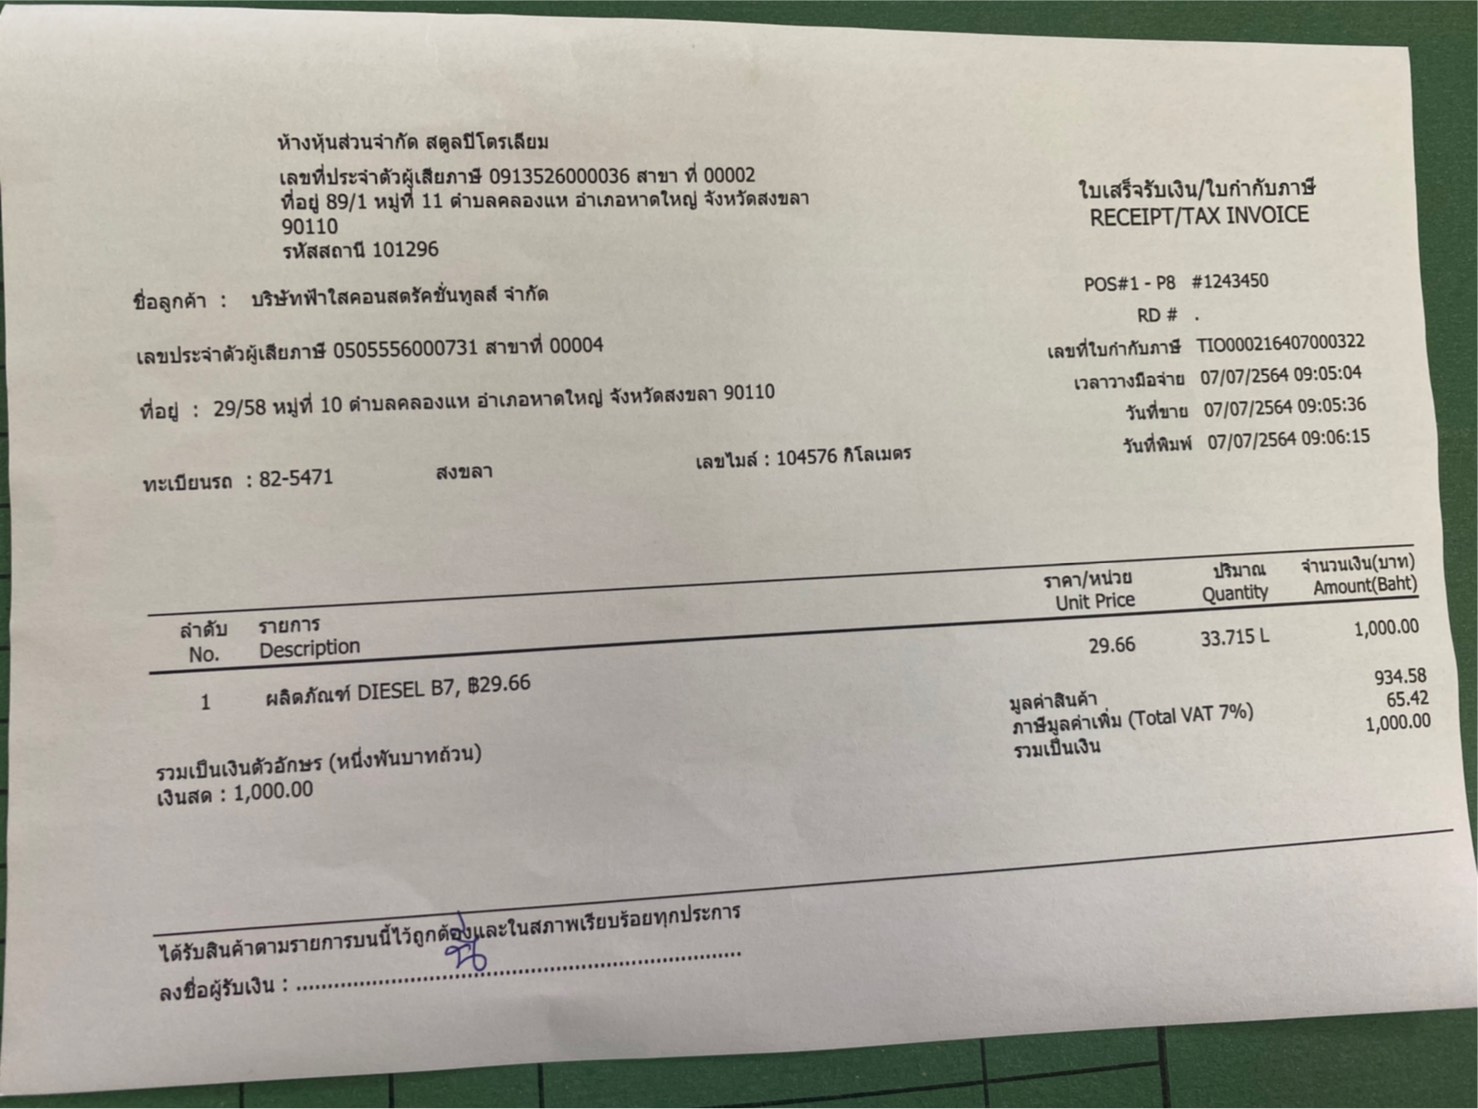 ห้างหุ้นส่วนจำกัด สตูลปิโตรเลียม
เลขที่ประจำตัวผู้เสียภาษี 0913526000036 สาขา ที่ 00002
ที่อยู่ 89/1 หมู่ที่ 11 ตำบลคลองแห อำเภอหาดใหญ่ จังหวัดสงขลา
90110
รหัสสถานี 101296
ใบเสร็จรับเงิน/ใบกำกับภาษี
RECEIPT/TAX INVOICE
ชื่อลูกค้า : บริษัทฟ้าใสคอนสตรัคชั่นทูลส์ จำกัด
เลขประจำตัวผู้เสียภาษี 0505556000731 สาขาที่ 00004
ที่อยู่ : 29/58 หมู่ที่ 10 ตำบลคลองแห อำเภอหาดใหญ่ จังหวัดสงขลา 90110
ทะเบียนรถ : 82-5471 สงขลา เลขไมล์ : 104576 กิโลเมตร
POS#1 - P8 #1243450
RD # .
เลขที่ใบกำกับภาษี TIO000216407000322
เวลาวางมือจ่าย 07/07/2564 09:05:04
วันที่ขาย 07/07/2564 09:05:36
วันที่พิมพ์ 07/07/2564 09:06:15
ลำดับ รายการ ราคา/หน่วย ปริมาณ จำนวนเงิน(บาท)
No. Description Unit Price Quantity Amount(Baht)
1 ผลิตภัณฑ์ DIESEL B7, ฿29.66 29.66 33.715 L 1,000.00
มูลค่าสินค้า 934.58
ภาษีมูลค่าเพิ่ม (Total VAT 7%) 65.42
รวมเป็นเงิน 1,000.00
รวมเป็นเงินตัวอักษร (หนึ่งพันบาทถ้วน)
เงินสด : 1,000.00
ได้รับสินค้าตามรายการบนนี้ไว้ถูกต้องและในสภาพเรียบร้อยทุกประการ
ลงชื่อผู้รับเงิน : ......................................................................